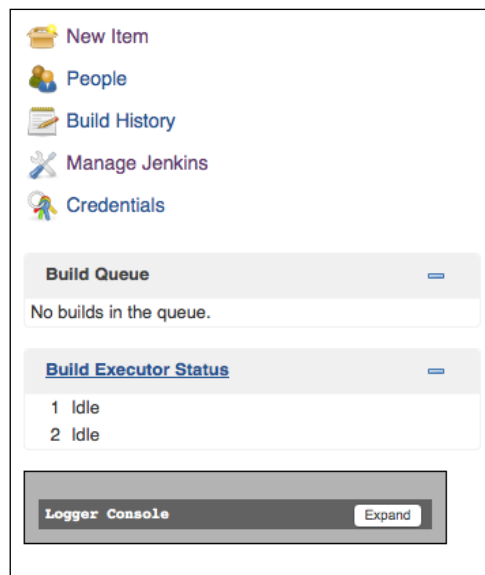 New Item
People
Build History
Manage Jenkins
Credentials
Build Queue
No builds in the queue.
Build Executor Status
1 Idle
2 Idle
Logger Console Expand